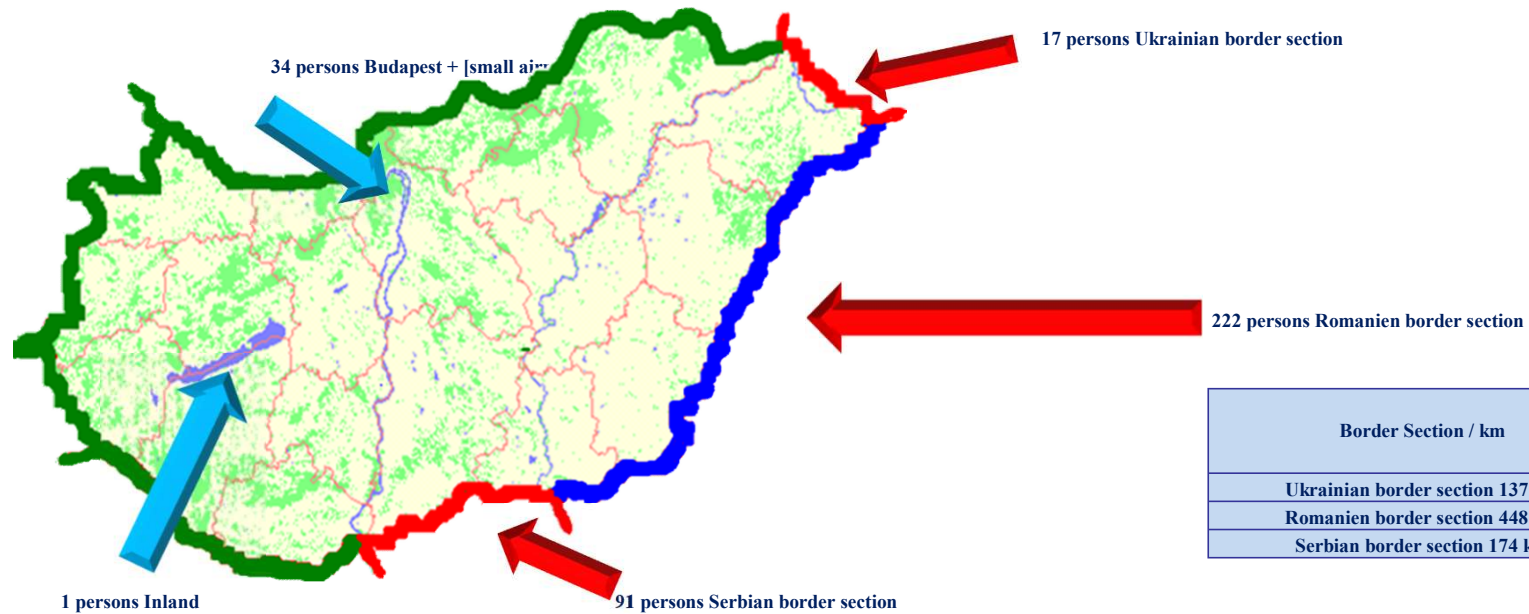 17 persons Ukrainian border section
34 persons Budapest + [small
222 persons Romanien border section
Border Section / km
Ukrainian border section 137
Romanien border section 448
Serbian border section 174
1 persons Inland
91 persons Serbian border section